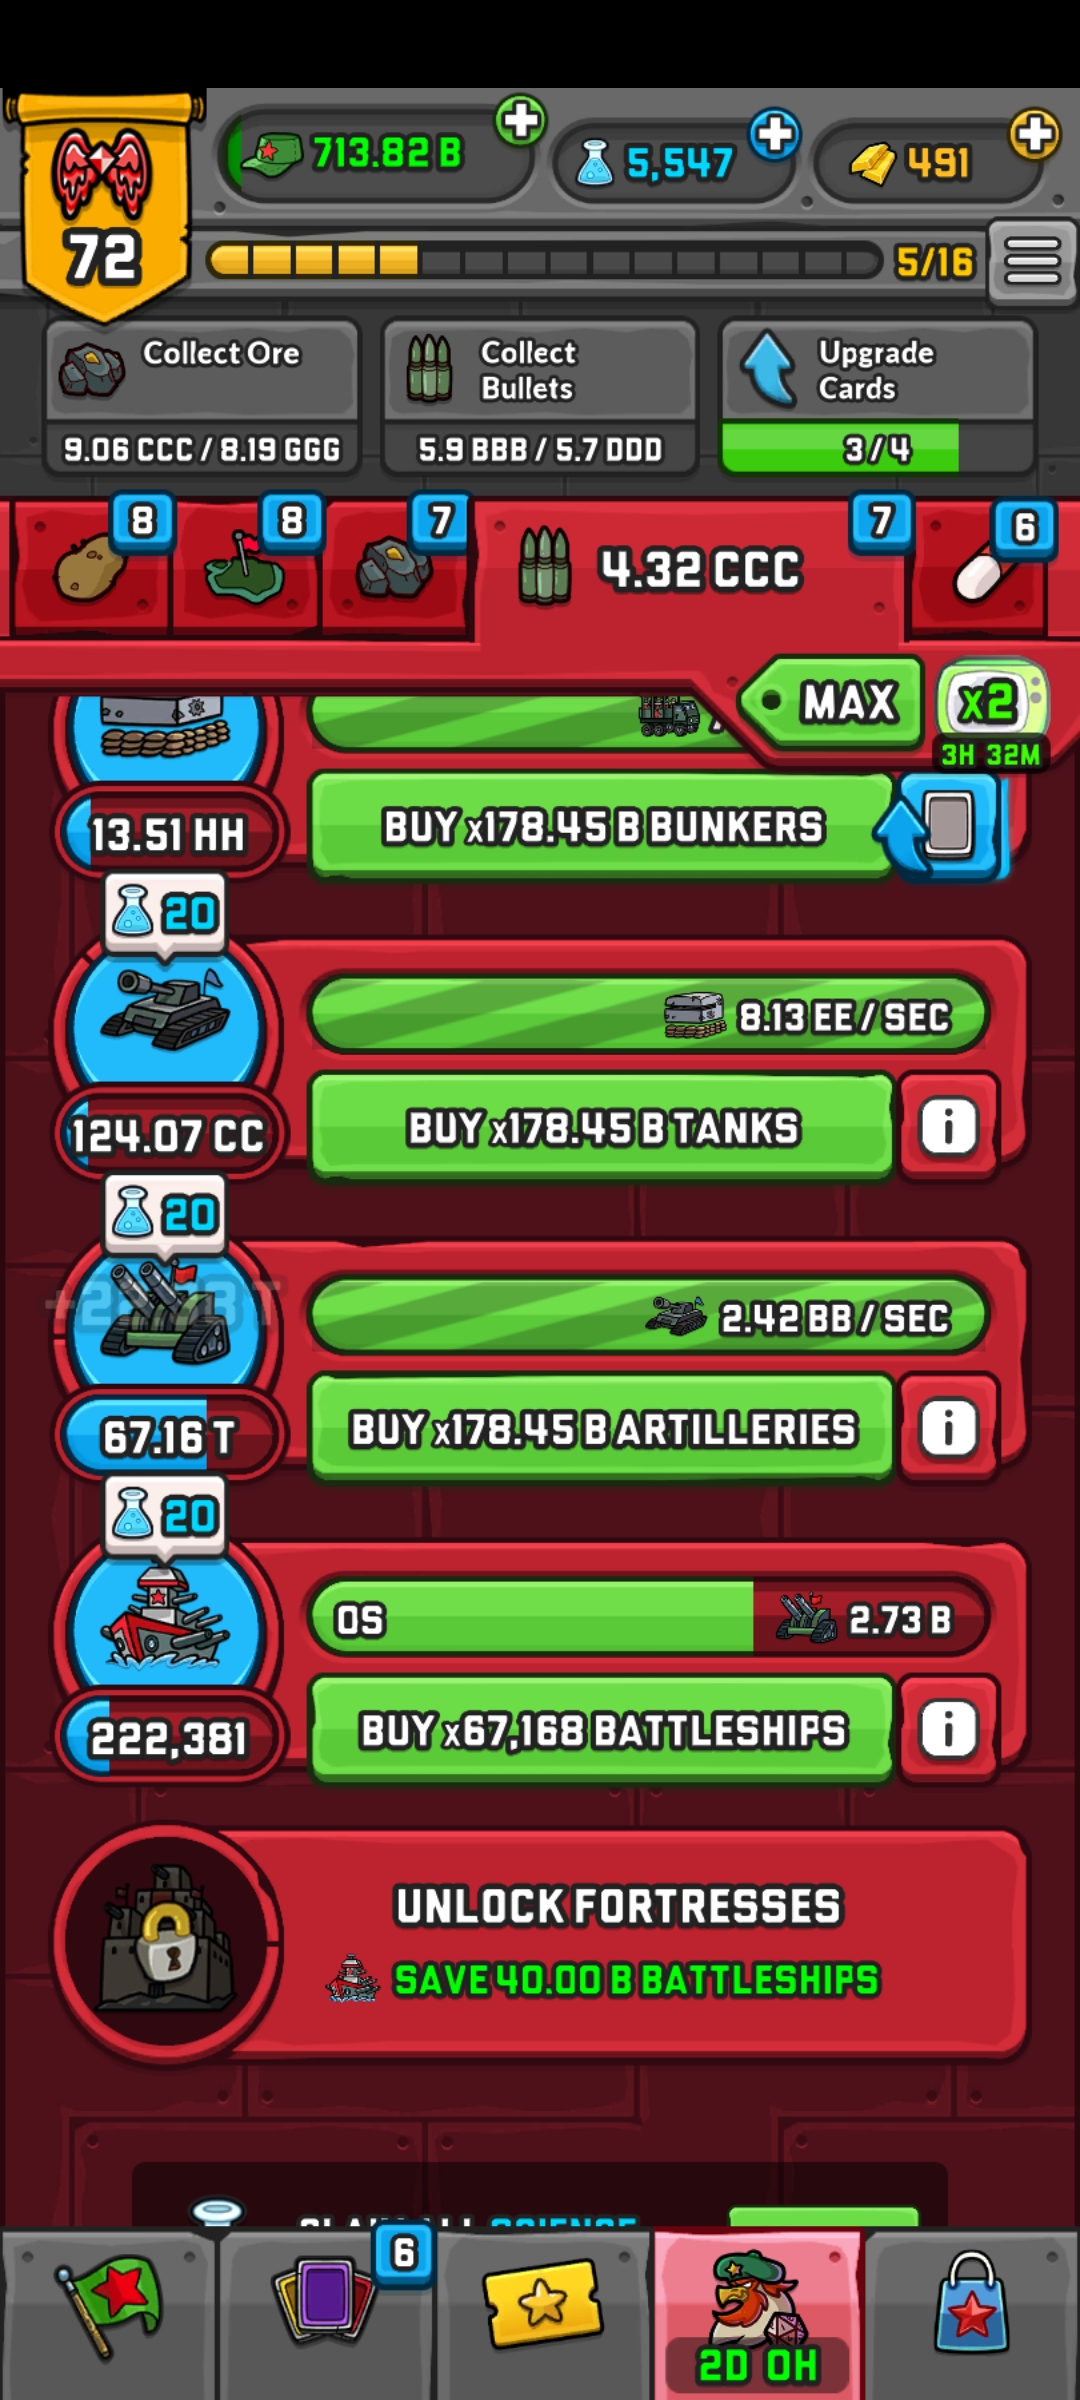 713.82 B
5,547
491
72
5/16
Collect Ore
9.06 CCC / 8.19 GGG
Collect
Bullets
5.9 BBB / 5.7 DDD
Upgrade
Cards
3/4
8
8
7
4.32 CCC
7
6
MAX
x2
3H 32M
13.51 HH
BUY x178.45 B BUNKERS
20
8.13 EE / SEC
124.07 CC
BUY x178.45 B TANKS
i
20
2.42 BB / SEC
67.16 T
BUY x178.45 B ARTILLERIES
i
20
0S
2.73 B
222,381
BUY x67,168 BATTLESHIPS
i
UNLOCK FORTRESSES
SAVE 40.00 B BATTLESHIPS
6
2D 0H